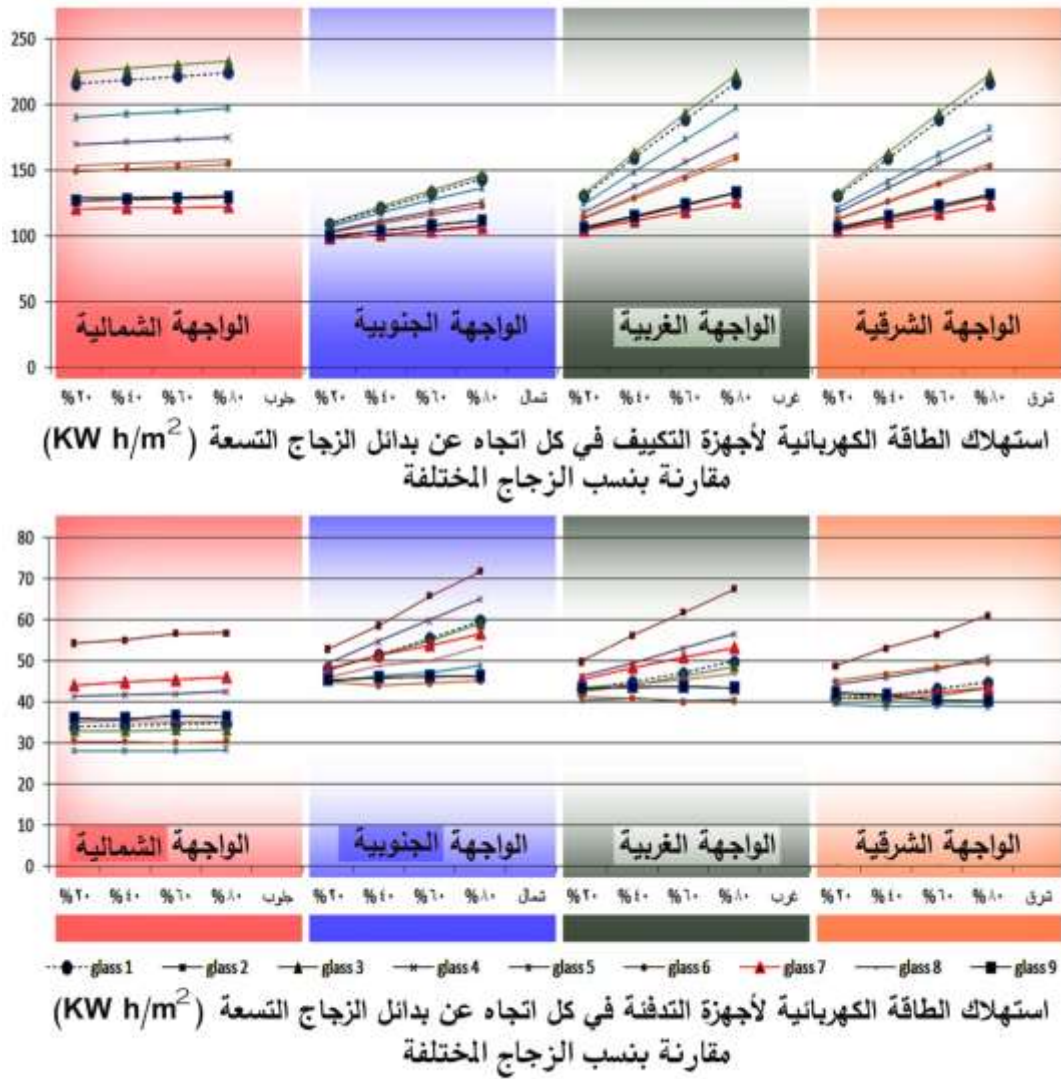 250
200
150
100
50
0
الواجهة الشمالية
الواجهة الجنوبية
الواجهة الغربية
الواجهة الشرقية
%٢٠ %٤٠ %٦٠ %٨٠ جنوب
%٢٠ %٤٠ %٦٠ %٨٠ شمال
%٢٠ %٤٠ %٦٠ %٨٠ غرب
%٢٠ %٤٠ %٦٠ %٨٠ شرق
استهلاك الطاقة الكهربائية لأجهزة التكييف في كل اتجاه عن بدائل الزجاج التسعة (KW h/m²)
مقارنة بنسب الزجاج المختلفة
80
70
60
50
40
30
20
10
0
الواجهة الشمالية
الواجهة الجنوبية
الواجهة الغربية
الواجهة الشرقية
%٢٠ %٤٠ %٦٠ %٨٠ جنوب
%٢٠ %٤٠ %٦٠ %٨٠ شمال
%٢٠ %٤٠ %٦٠ %٨٠ غرب
%٢٠ %٤٠ %٦٠ %٨٠ شرق
glass 1 glass 2 glass 3 glass 4 glass 5 glass 6 glass 7 glass 8 glass 9
استهلاك الطاقة الكهربائية لأجهزة التدفئة في كل اتجاه عن بدائل الزجاج التسعة (KW h/m²)
مقارنة بنسب الزجاج المختلفة